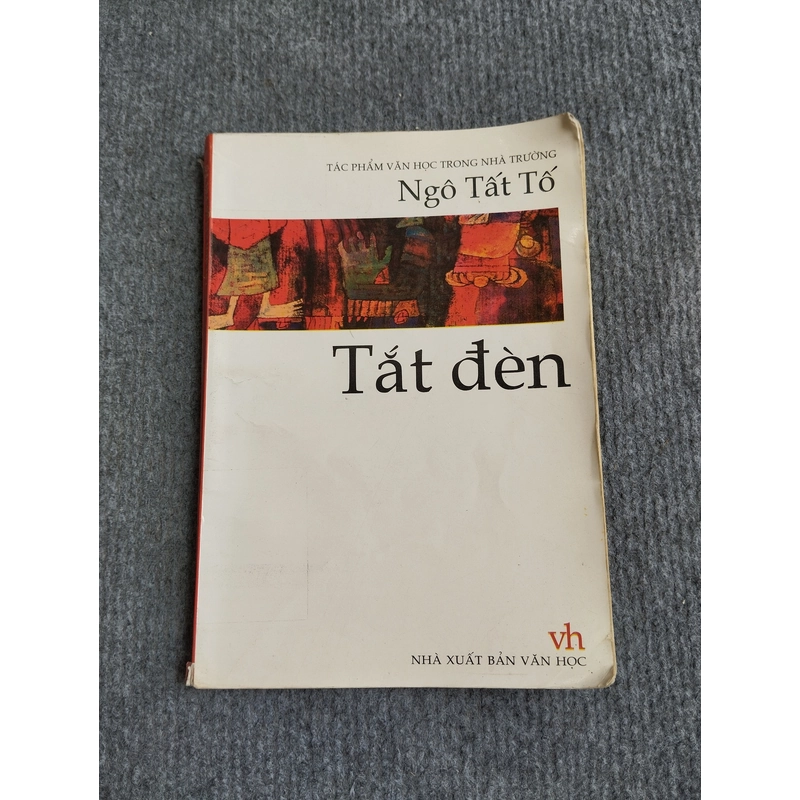 TÁC PHẨM VĂN HỌC TRONG NHÀ TRƯỜNG
Ngô Tất Tố
Tắt đèn
vh
NHÀ XUẤT BẢN VĂN HỌC